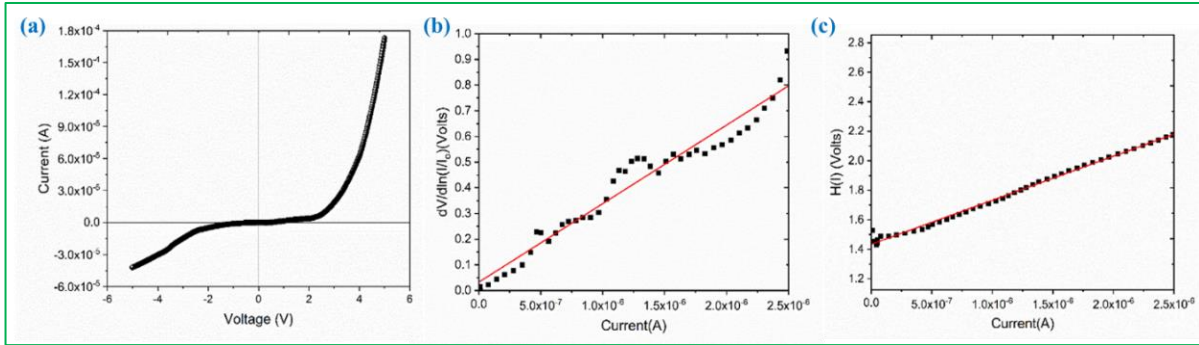 (a)
Current (A)
1.8x10⁻⁴
1.5x10⁻⁴
1.2x10⁻⁴
9.0x10⁻⁵
6.0x10⁻⁵
3.0x10⁻⁵
0.0
-3.0x10⁻⁵
-6.0x10⁻⁵
-6 -4 -2 0 2 4 6
Voltage (V)
(b)
dV/dln(I/I₀)(Volts)
1.0
0.9
0.8
0.7
0.6
0.5
0.4
0.3
0.2
0.1
0.0
0.0 5.0x10⁻⁷ 1.0x10⁻⁶ 1.5x10⁻⁶ 2.0x10⁻⁶ 2.5x10⁻⁶
Current(A)
(c)
H(I) (Volts)
2.8
2.6
2.4
2.2
2.0
1.8
1.6
1.4
1.2
0.0 5.0x10⁻⁷ 1.0x10⁻⁶ 1.5x10⁻⁶ 2.0x10⁻⁶ 2.5x10⁻⁶
Current(A)